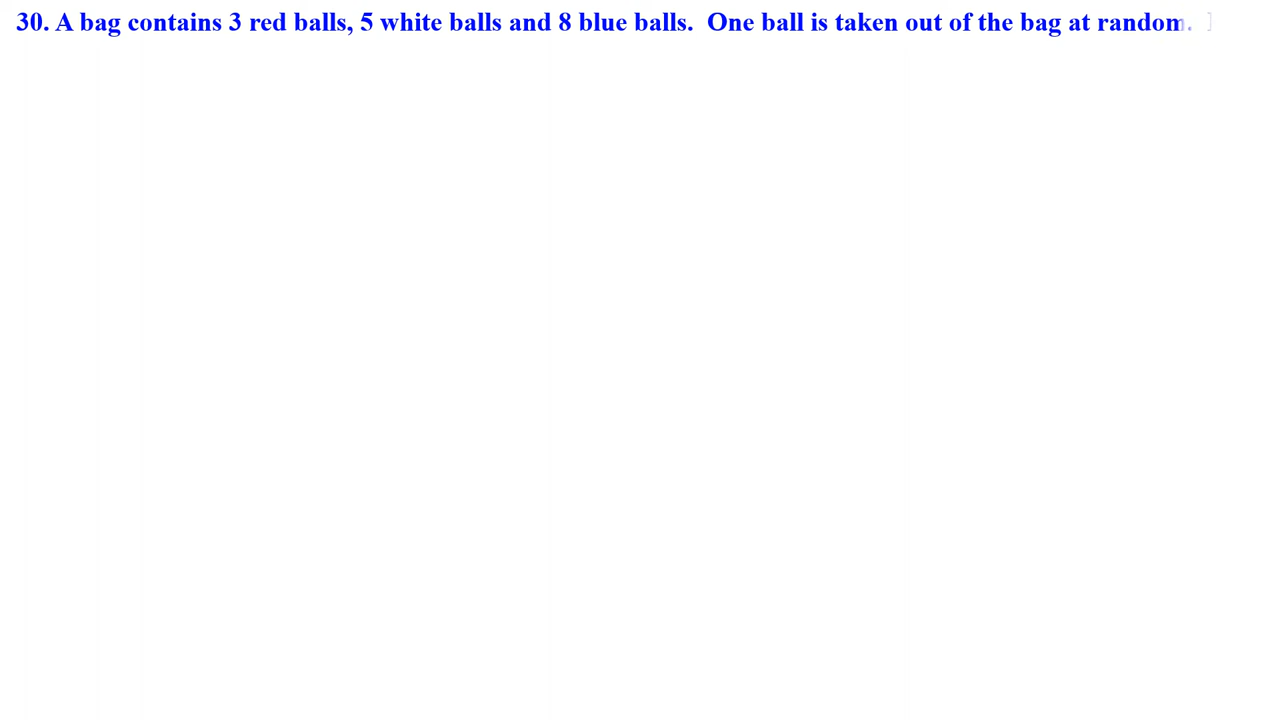 30. A bag contains 3 red balls, 5 white balls and 8 blue balls.  One ball is taken out of the bag at random.